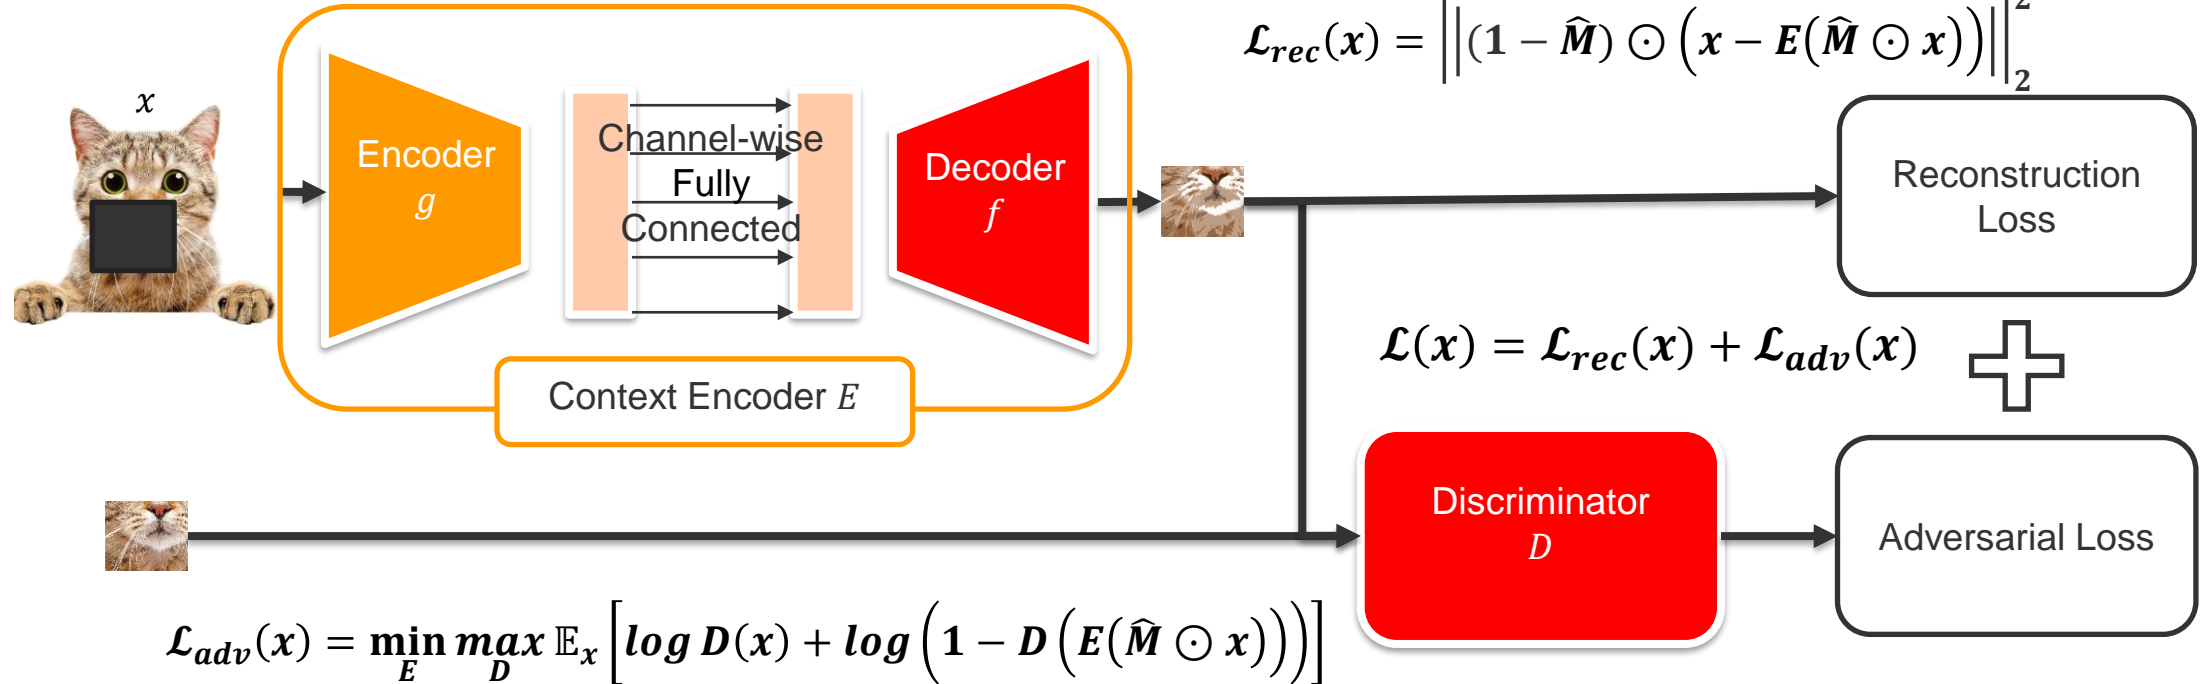 ℒ_rec(x) = ||(1 − M̂) ⊙ (x − E(M̂ ⊙ x))||₂²
x
Encoder
g
Channel-wise
Fully
Connected
Decoder
f
Reconstruction
Loss
ℒ(x) = ℒ_rec(x) + ℒ_adv(x)
Context Encoder E
Discriminator
D
Adversarial Loss
ℒ_adv(x) = min_E max_D 𝔼_x [log D(x) + log (1 − D (E(M̂ ⊙ x)))]